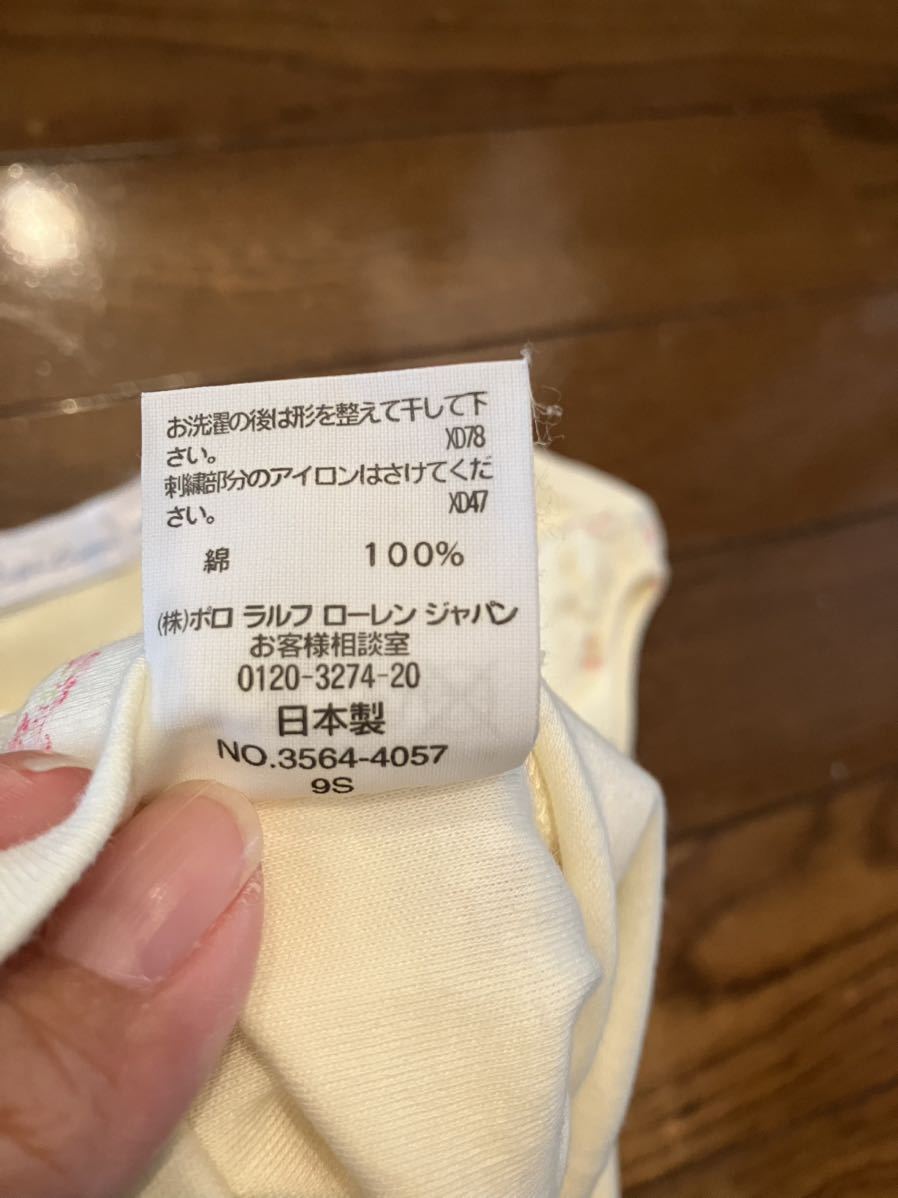 お洗濯の後は形を整えて干して下
さい。 XD78
刺繍部分のアイロンはさけてくだ
さい。 XD47
綿 100%
(株)ポロ ラルフ ローレン ジャパン
お客様相談室
0120-3274-20
日本製
NO.3564-4057
9S